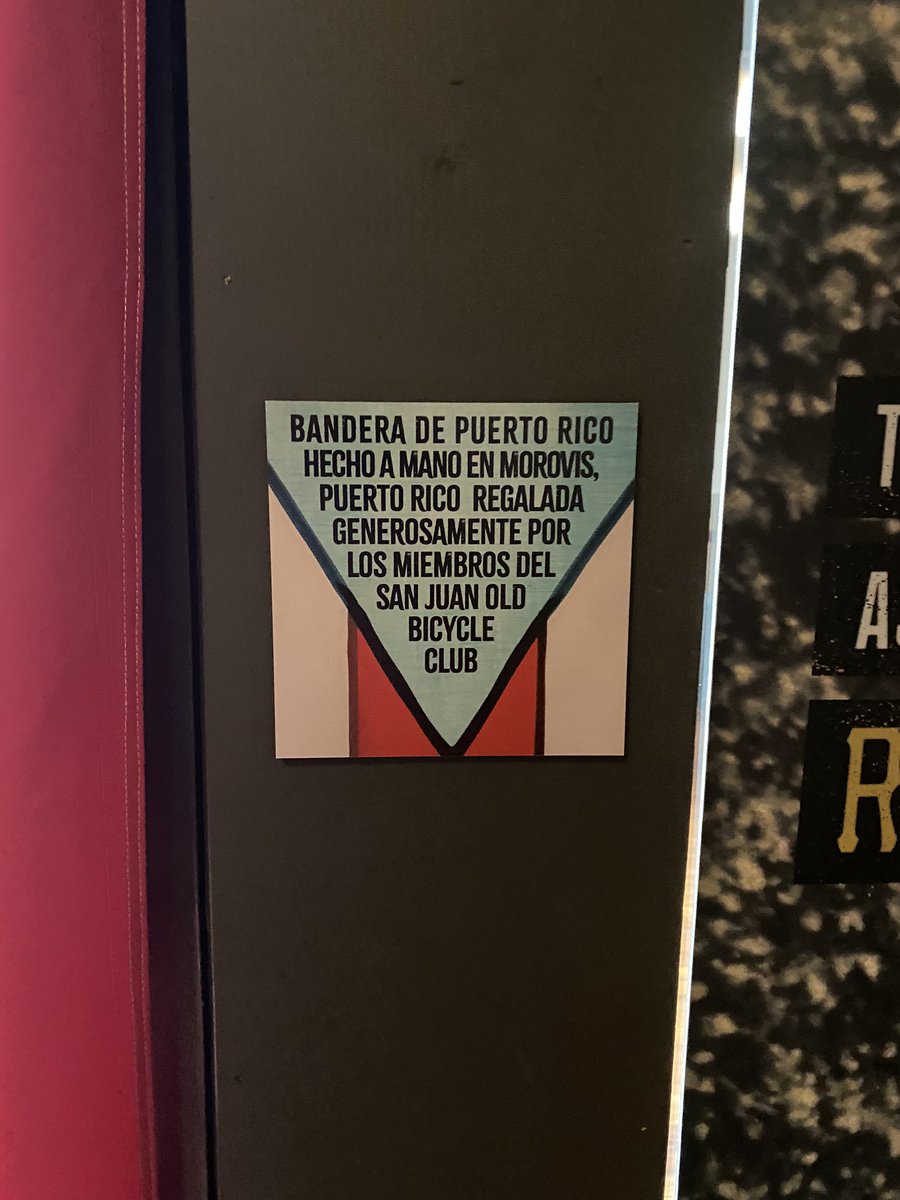 BANDERA DE PUERTO RICO
HECHO A MANO EN MOROVIS,
PUERTO RICO REGALADA
GENEROSAMENTE POR
LOS MIEMBROS DEL
SAN JUAN OLD
BICYCLE
CLUB